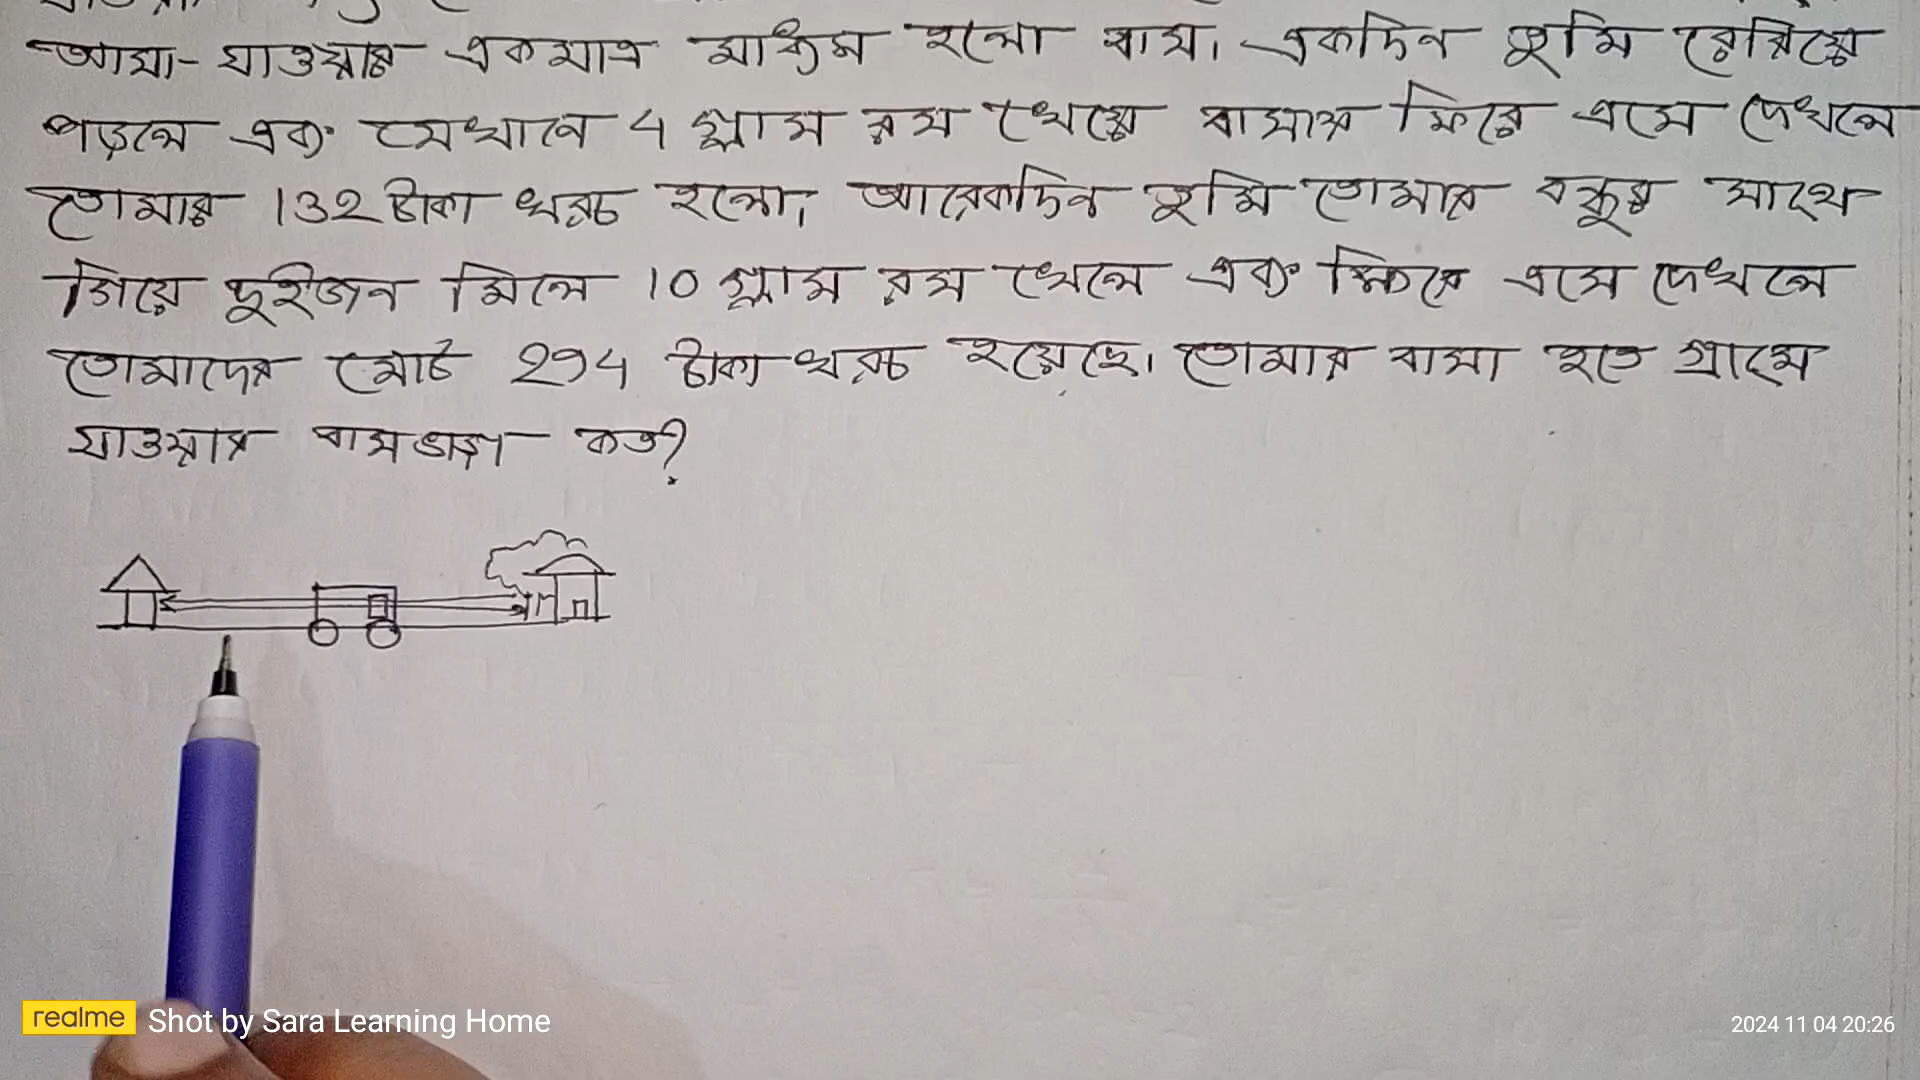 আসা-যাওয়ার একমাত্র মাধ্যম হলো বাস। একদিন তুমি বেরিয়ে
পড়লে এবং সেখানে 4 গ্লাস রস খেয়ে বাসায় ফিরে এসে দেখলে
তোমার 132 টাকা খরচ হলো। আরেকদিন তুমি তোমার বন্ধুর সাথে
গিয়ে দুইজন মিলে 10 গ্লাস রস খেলে এবং ফিরে এসে দেখলে
তোমাদের মোট 294 টাকা খরচ হয়েছে। তোমার বাসা হতে গ্রামে
যাওয়ার বাসভাড়া কত?
realme Shot by Sara Learning Home
2024 11 04 20:26